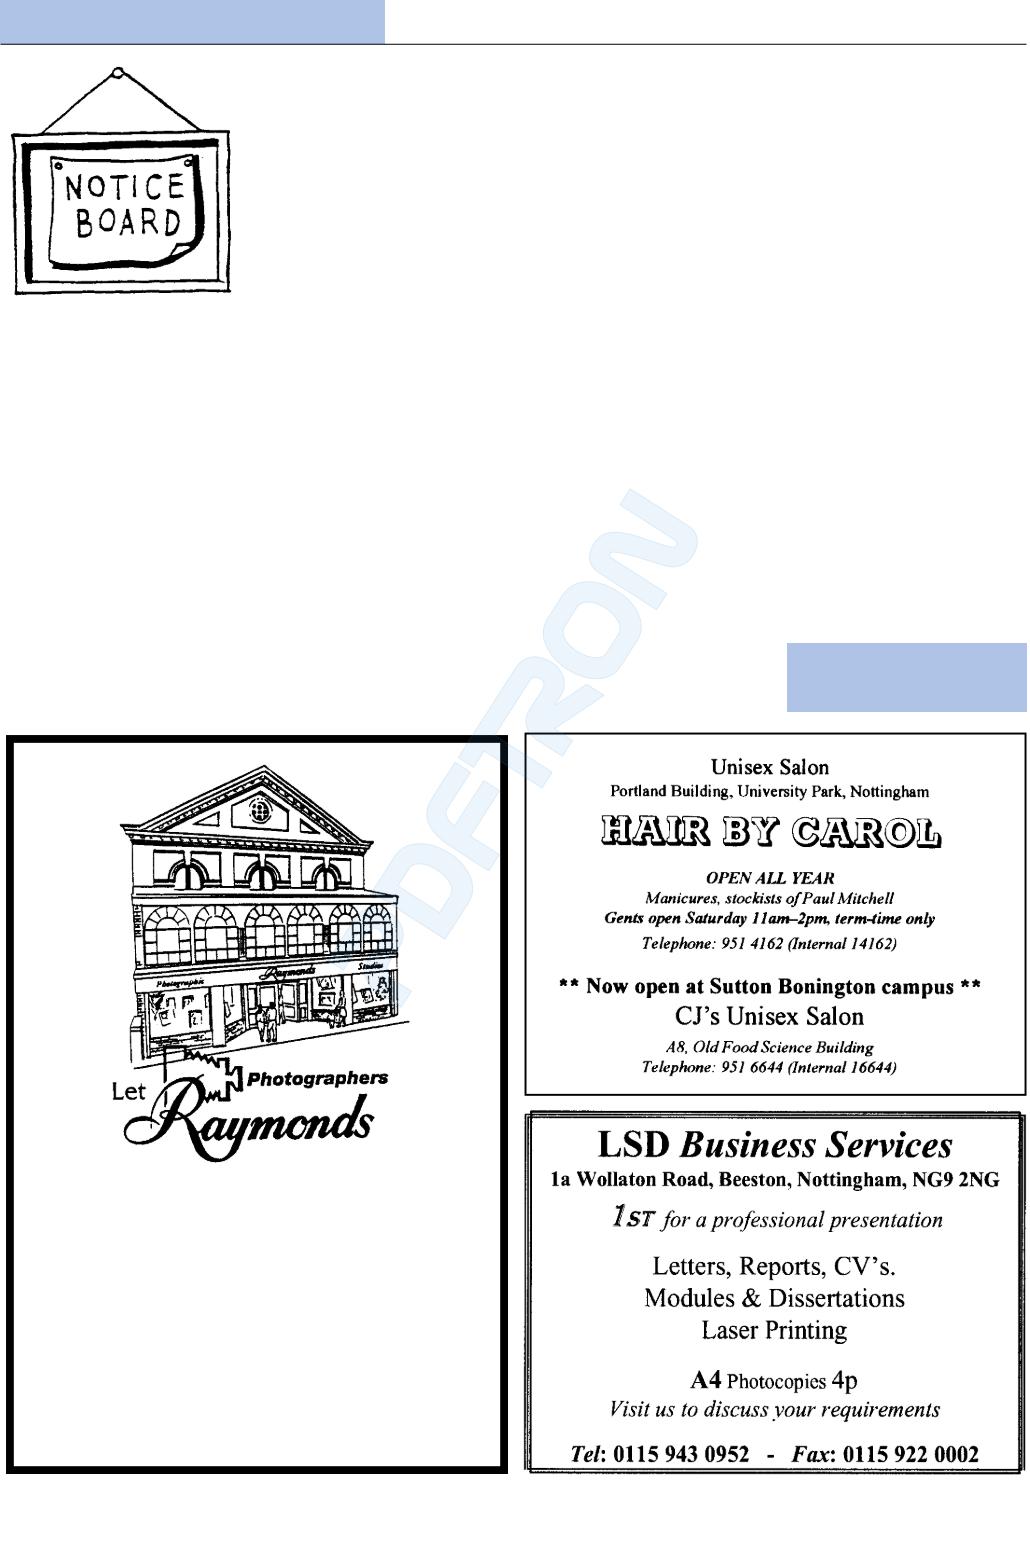 NOTICE
BOARD
PDFTRON
Photographic
Raymonds
Studios
Let
Photographers
Raymonds
Unisex Salon
Portland Building, University Park, Nottingham
HAIR BY CAROL
OPEN ALL YEAR
Manicures, stockists of Paul Mitchell
Gents open Saturday 11am–2pm, term-time only
Telephone: 951 4162 (Internal 14162)
** Now open at Sutton Bonington campus **
CJ's Unisex Salon
A8, Old Food Science Building
Telephone: 951 6644 (Internal 16644)
LSD Business Services
1a Wollaton Road, Beeston, Nottingham, NG9 2NG
1ST for a professional presentation
Letters, Reports, CV's.
Modules & Dissertations
Laser Printing
A4 Photocopies 4p
Visit us to discuss your requirements
Tel: 0115 943 0952 - Fax: 0115 922 0002